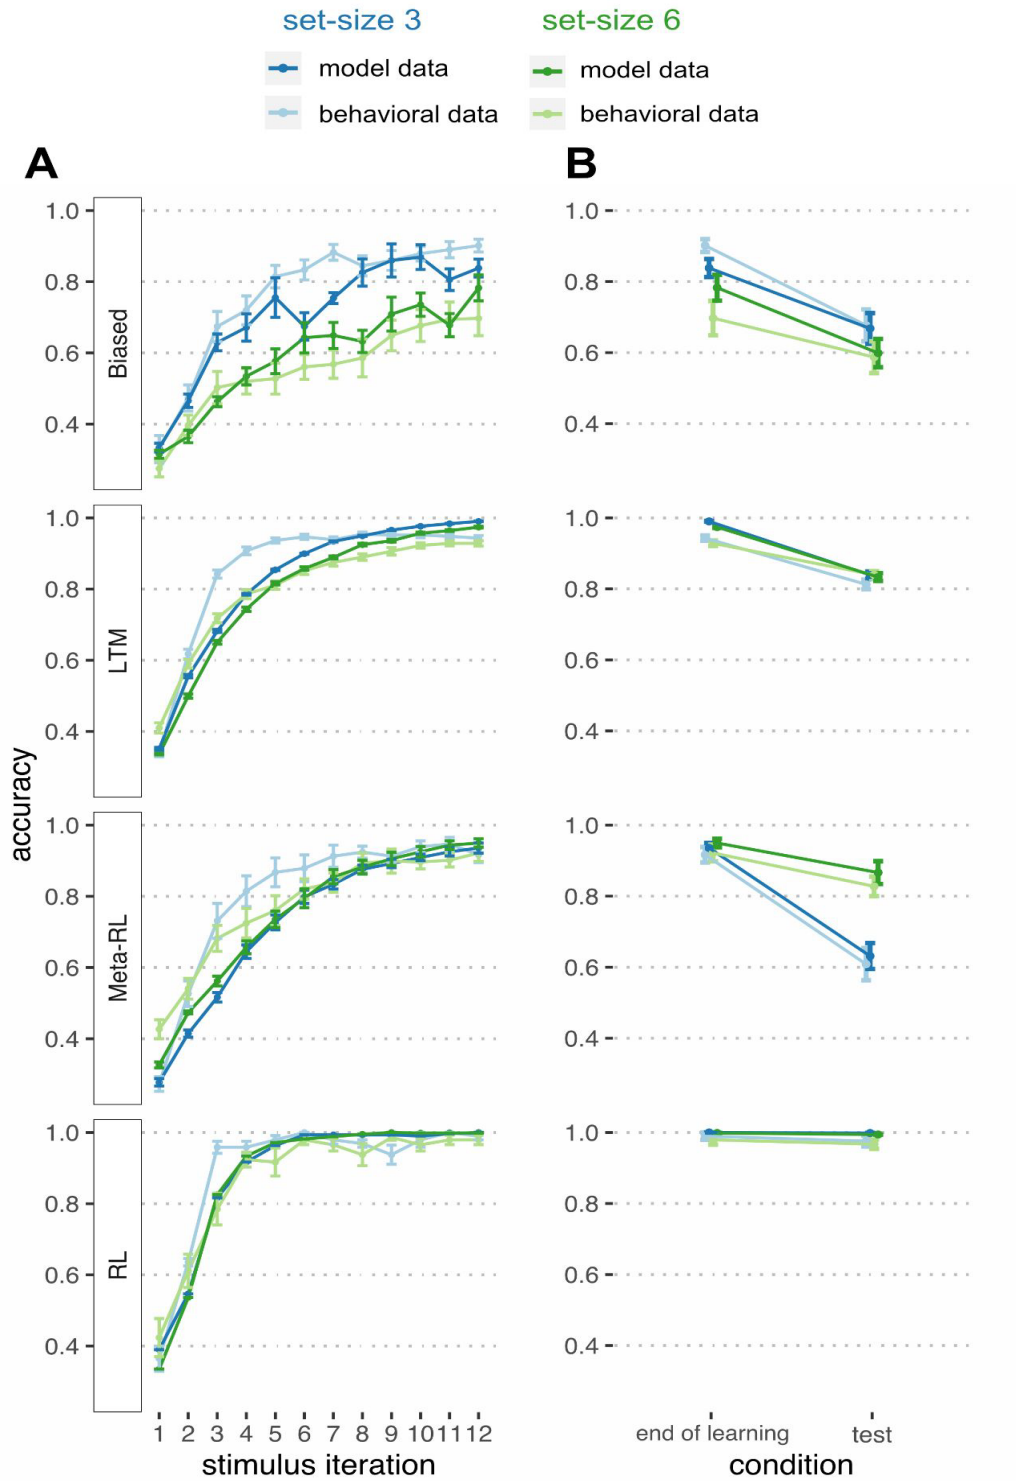 set-size 3 set-size 6
model data model data
behavioral data behavioral data
A B
accuracy
Biased
1.0 1.0
0.8 0.8
0.6 0.6
0.4 0.4
LTM
1.0 1.0
0.8 0.8
0.6 0.6
0.4 0.4
Meta-RL
1.0 1.0
0.8 0.8
0.6 0.6
0.4 0.4
RL
1.0 1.0
0.8 0.8
0.6 0.6
0.4 0.4
1 2 3 4 5 6 7 8 9 10 11 12 end of learning test
stimulus iteration condition